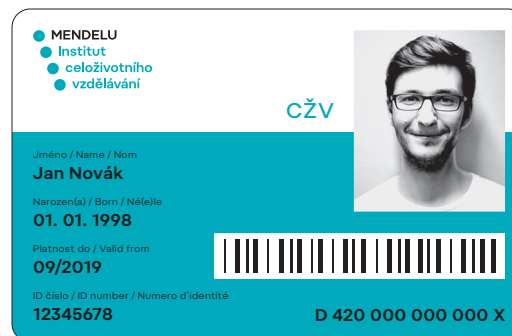 MENDELU
Institut
celoživotního
vzdělávání
CŽV
Jméno / Name / Nom
Jan Novák
Narozen(a) / Born / Né(e)le
01. 01. 1998
Platnost do / Valid from
09/2019
ID číslo / ID number / Numero d'identité
12345678
D 420 000 000 000 X